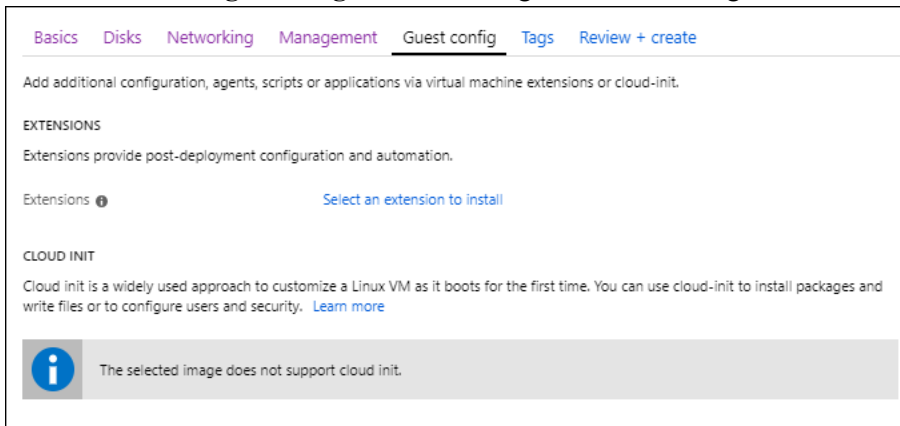 Basics Disks Networking Management Guest config Tags Review + create
Add additional configuration, agents, scripts or applications via virtual machine extensions or cloud-init.
EXTENSIONS
Extensions provide post-deployment configuration and automation.
Extensions Select an extension to install
CLOUD INIT
Cloud init is a widely used approach to customize a Linux VM as it boots for the first time. You can use cloud-init to install packages and
write files or to configure users and security. Learn more
The selected image does not support cloud init.